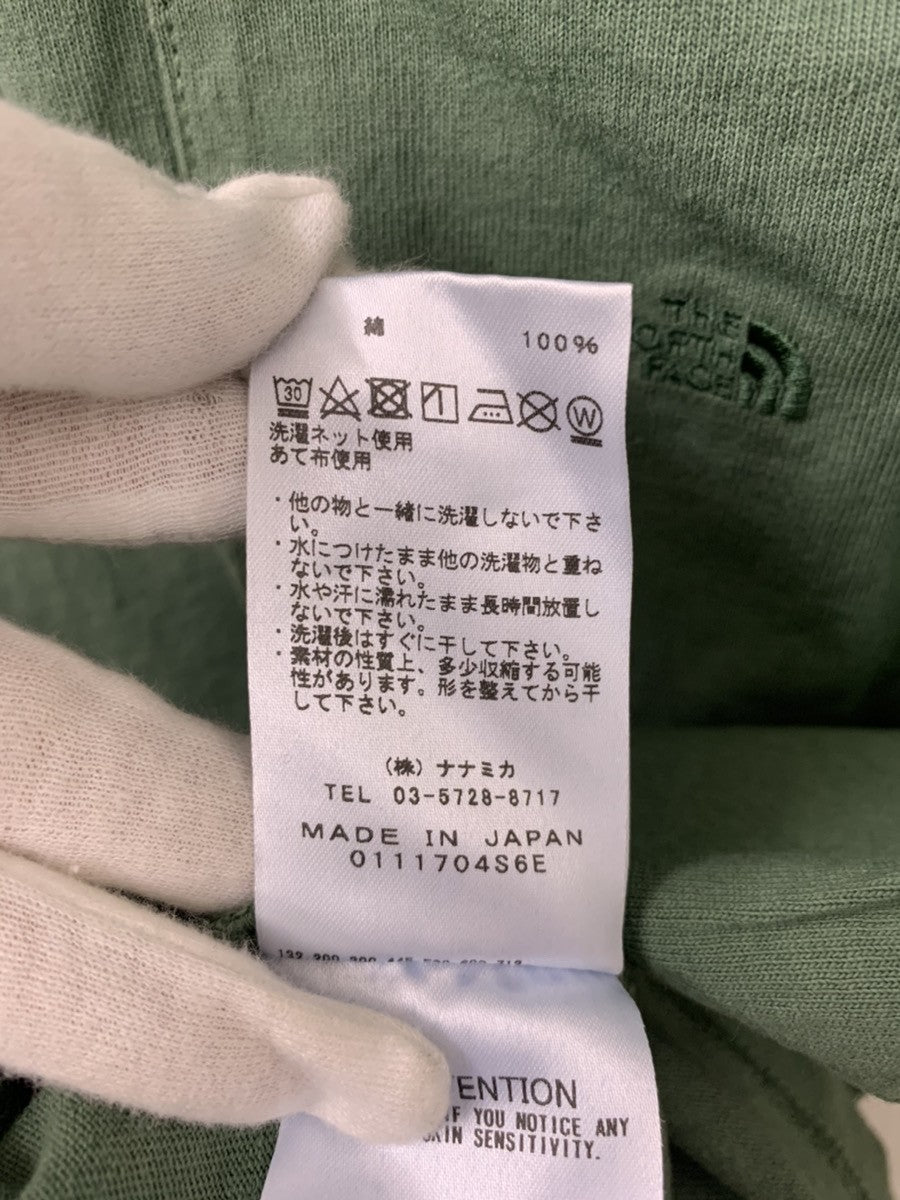 綿 100%
30
W
洗濯ネット使用
あて布使用
・他の物と一緒に洗濯しないで下さ
い。
・水につけたまま他の洗濯物と重ね
ないで下さい。
・水や汗に濡れたまま長時間放置し
ないで下さい。
・洗濯後はすぐに干して下さい。
・素材の性質上、多少収縮する可能
性があります。形を整えてから干
して下さい。
(株) ナナミカ
TEL 03-5728-8717
MADE IN JAPAN
0111704S6E
IF YOU NOTICE ANY
SKIN SENSITIVITY.
THE
NORTH
FACE